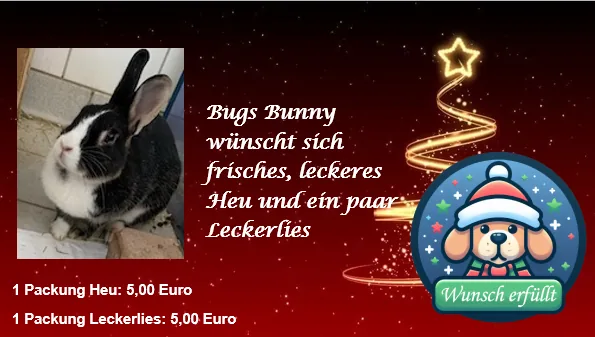 Bugs Bunny
wünscht sich
frisches, leckeres
Heu und ein paar
Leckerlies
Wunsch erfüllt
1 Packung Heu: 5,00 Euro
1 Packung Leckerlies: 5,00 Euro